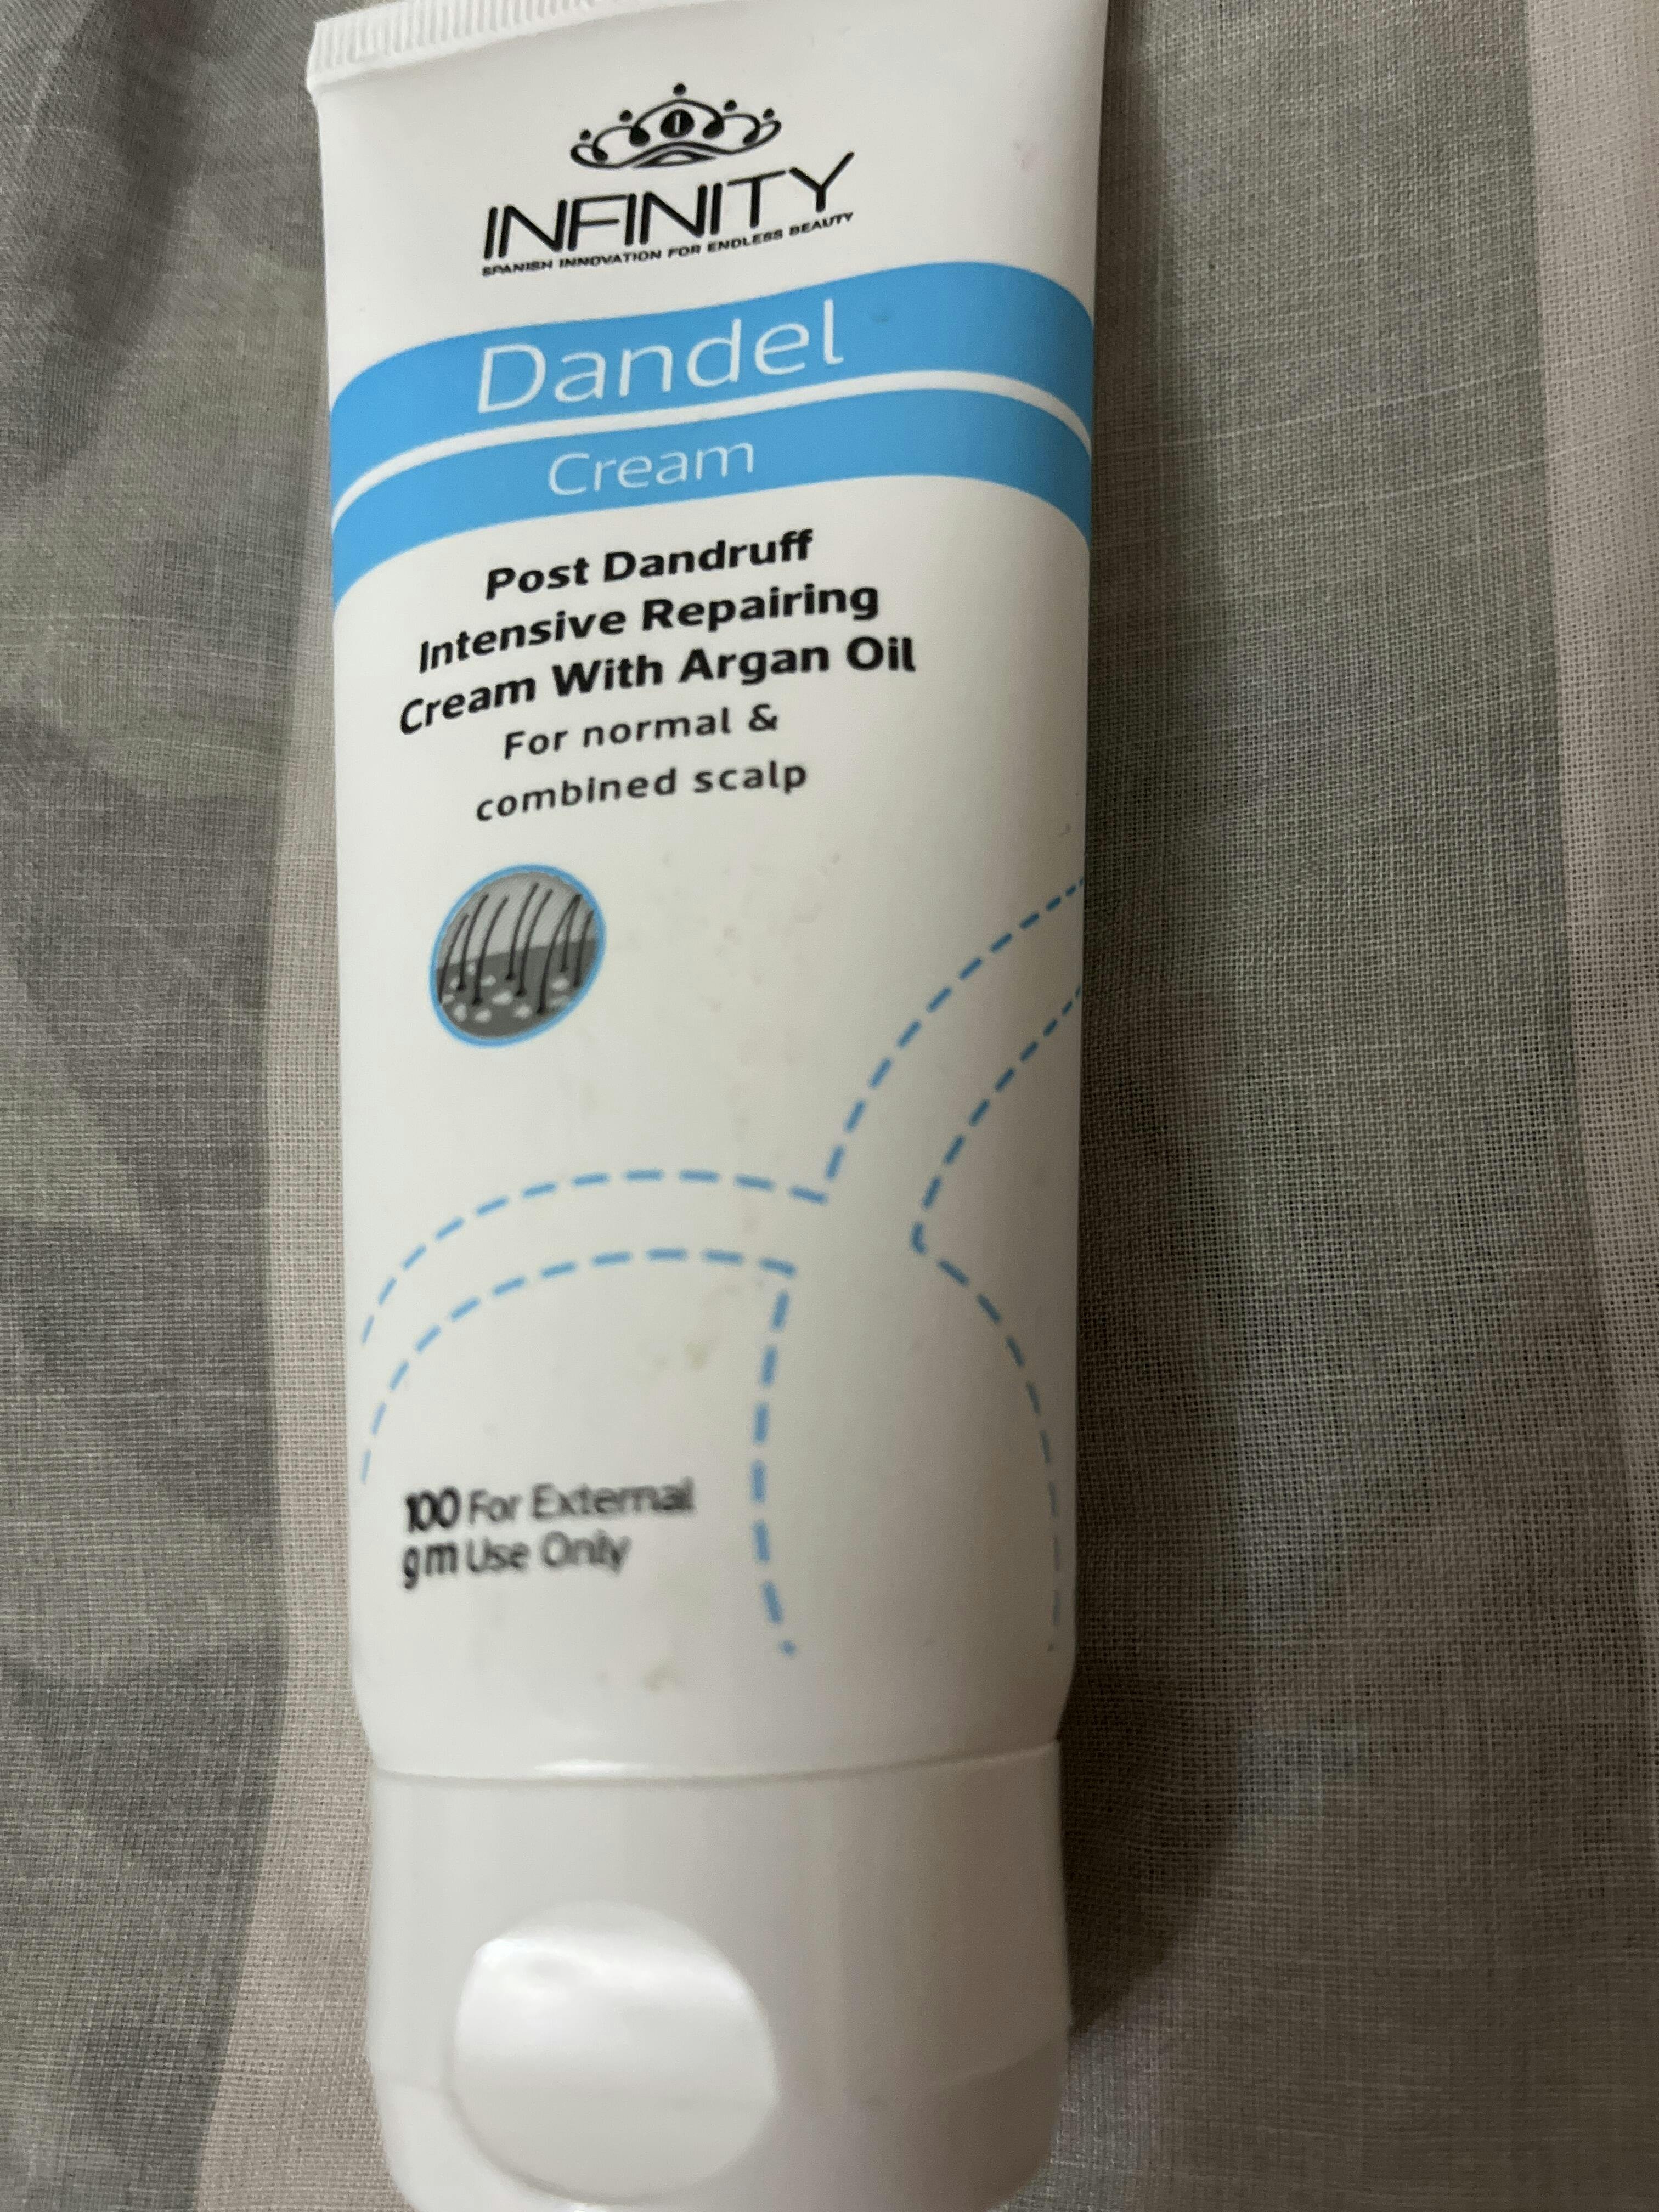 INFINITY
SPANISH INNOVATION FOR ENDLESS BEAUTY
Dandel
Cream
Post Dandruff
Intensive Repairing
Cream With Argan Oil
For normal &
combined scalp
100 For External
gm Use Only